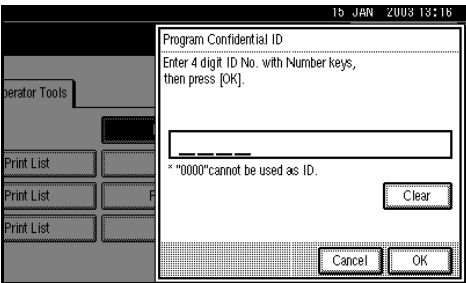 15 JAN 2003 13:16
Program Confidential ID
Enter 4 digit ID No. with Number keys,
then press [OK].
perator Tools
* "0000"cannot be used as ID.
Print List
Print List
Clear
Print List
Cancel
OK